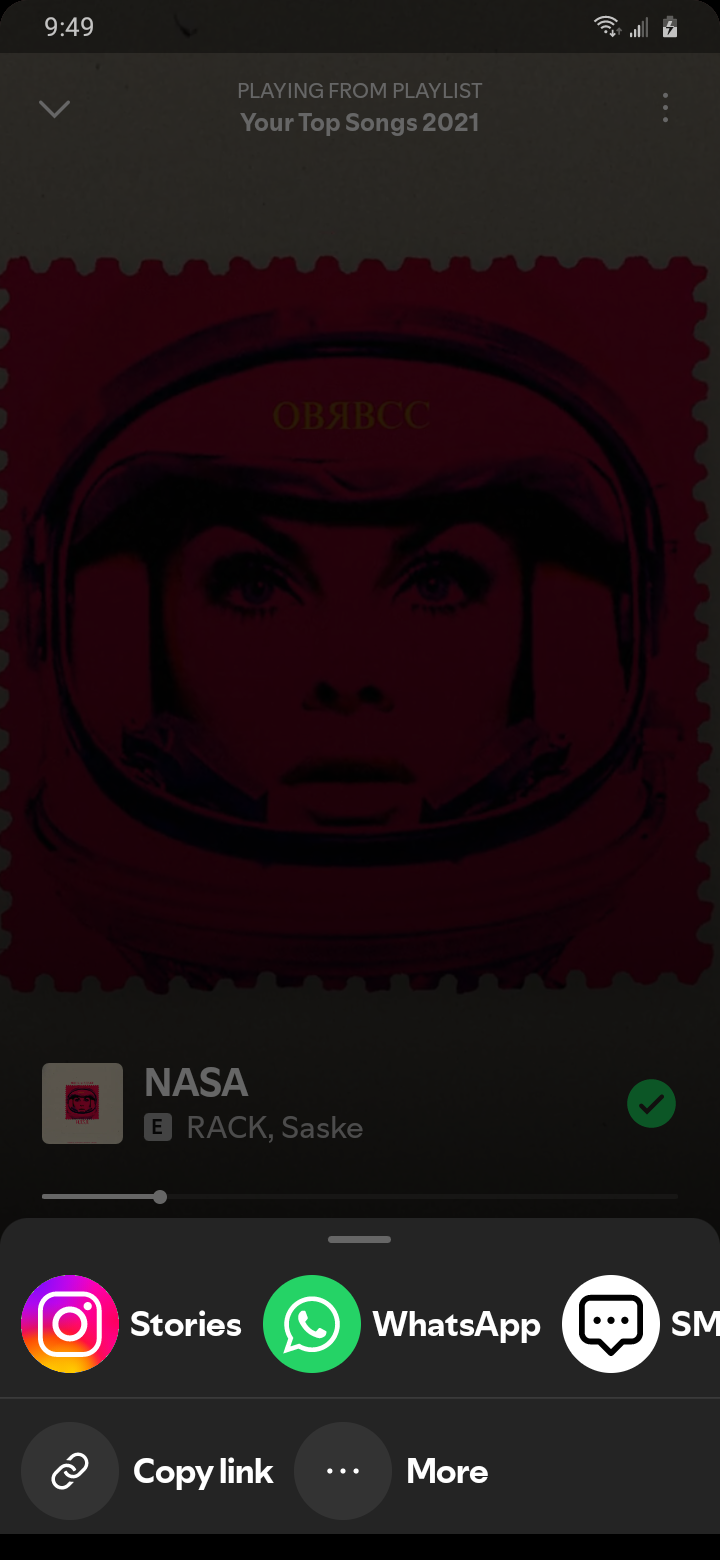 9:49
PLAYING FROM PLAYLIST
Your Top Songs 2021
OBЯBCC
NASA
E RACK, Saske
Stories
WhatsApp
SM
Copy link
More